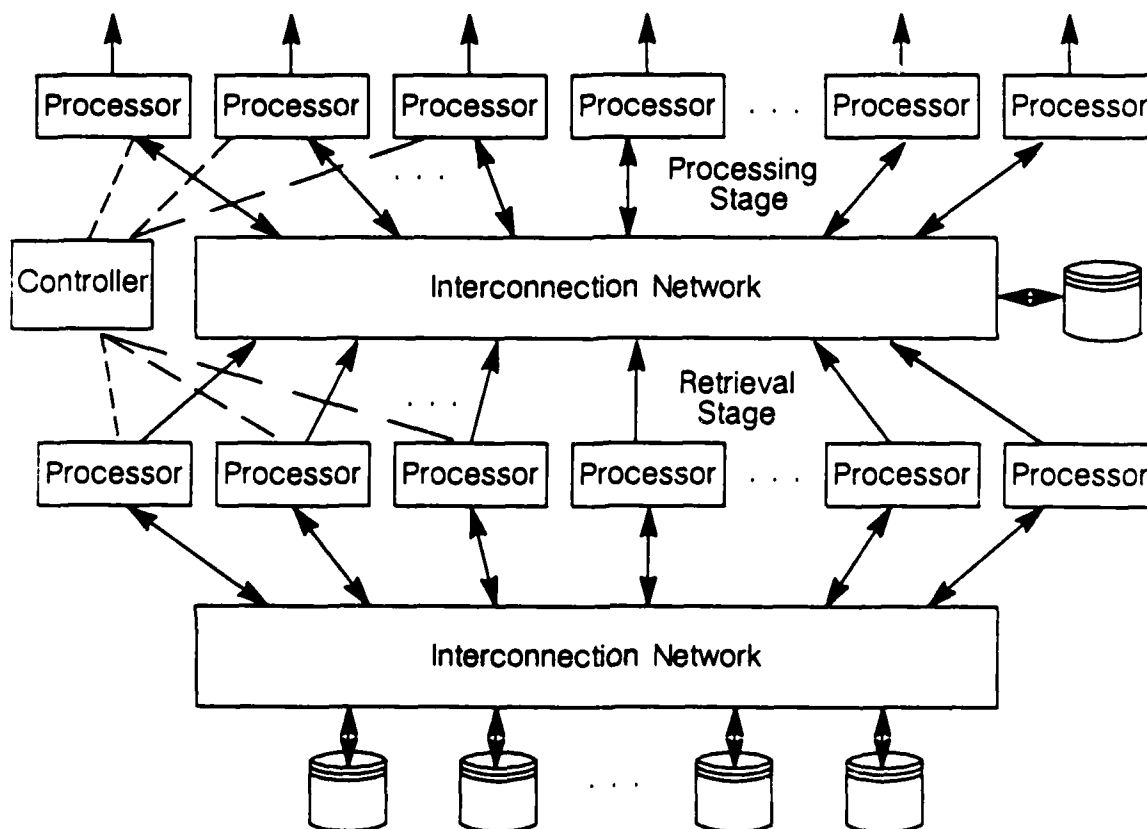 Processor Processor Processor Processor . . . Processor Processor
. . .
Processing
Stage
Controller
Interconnection Network
Retrieval
Stage
. . .
Processor Processor Processor Processor . . . Processor Processor
Interconnection Network
. . .